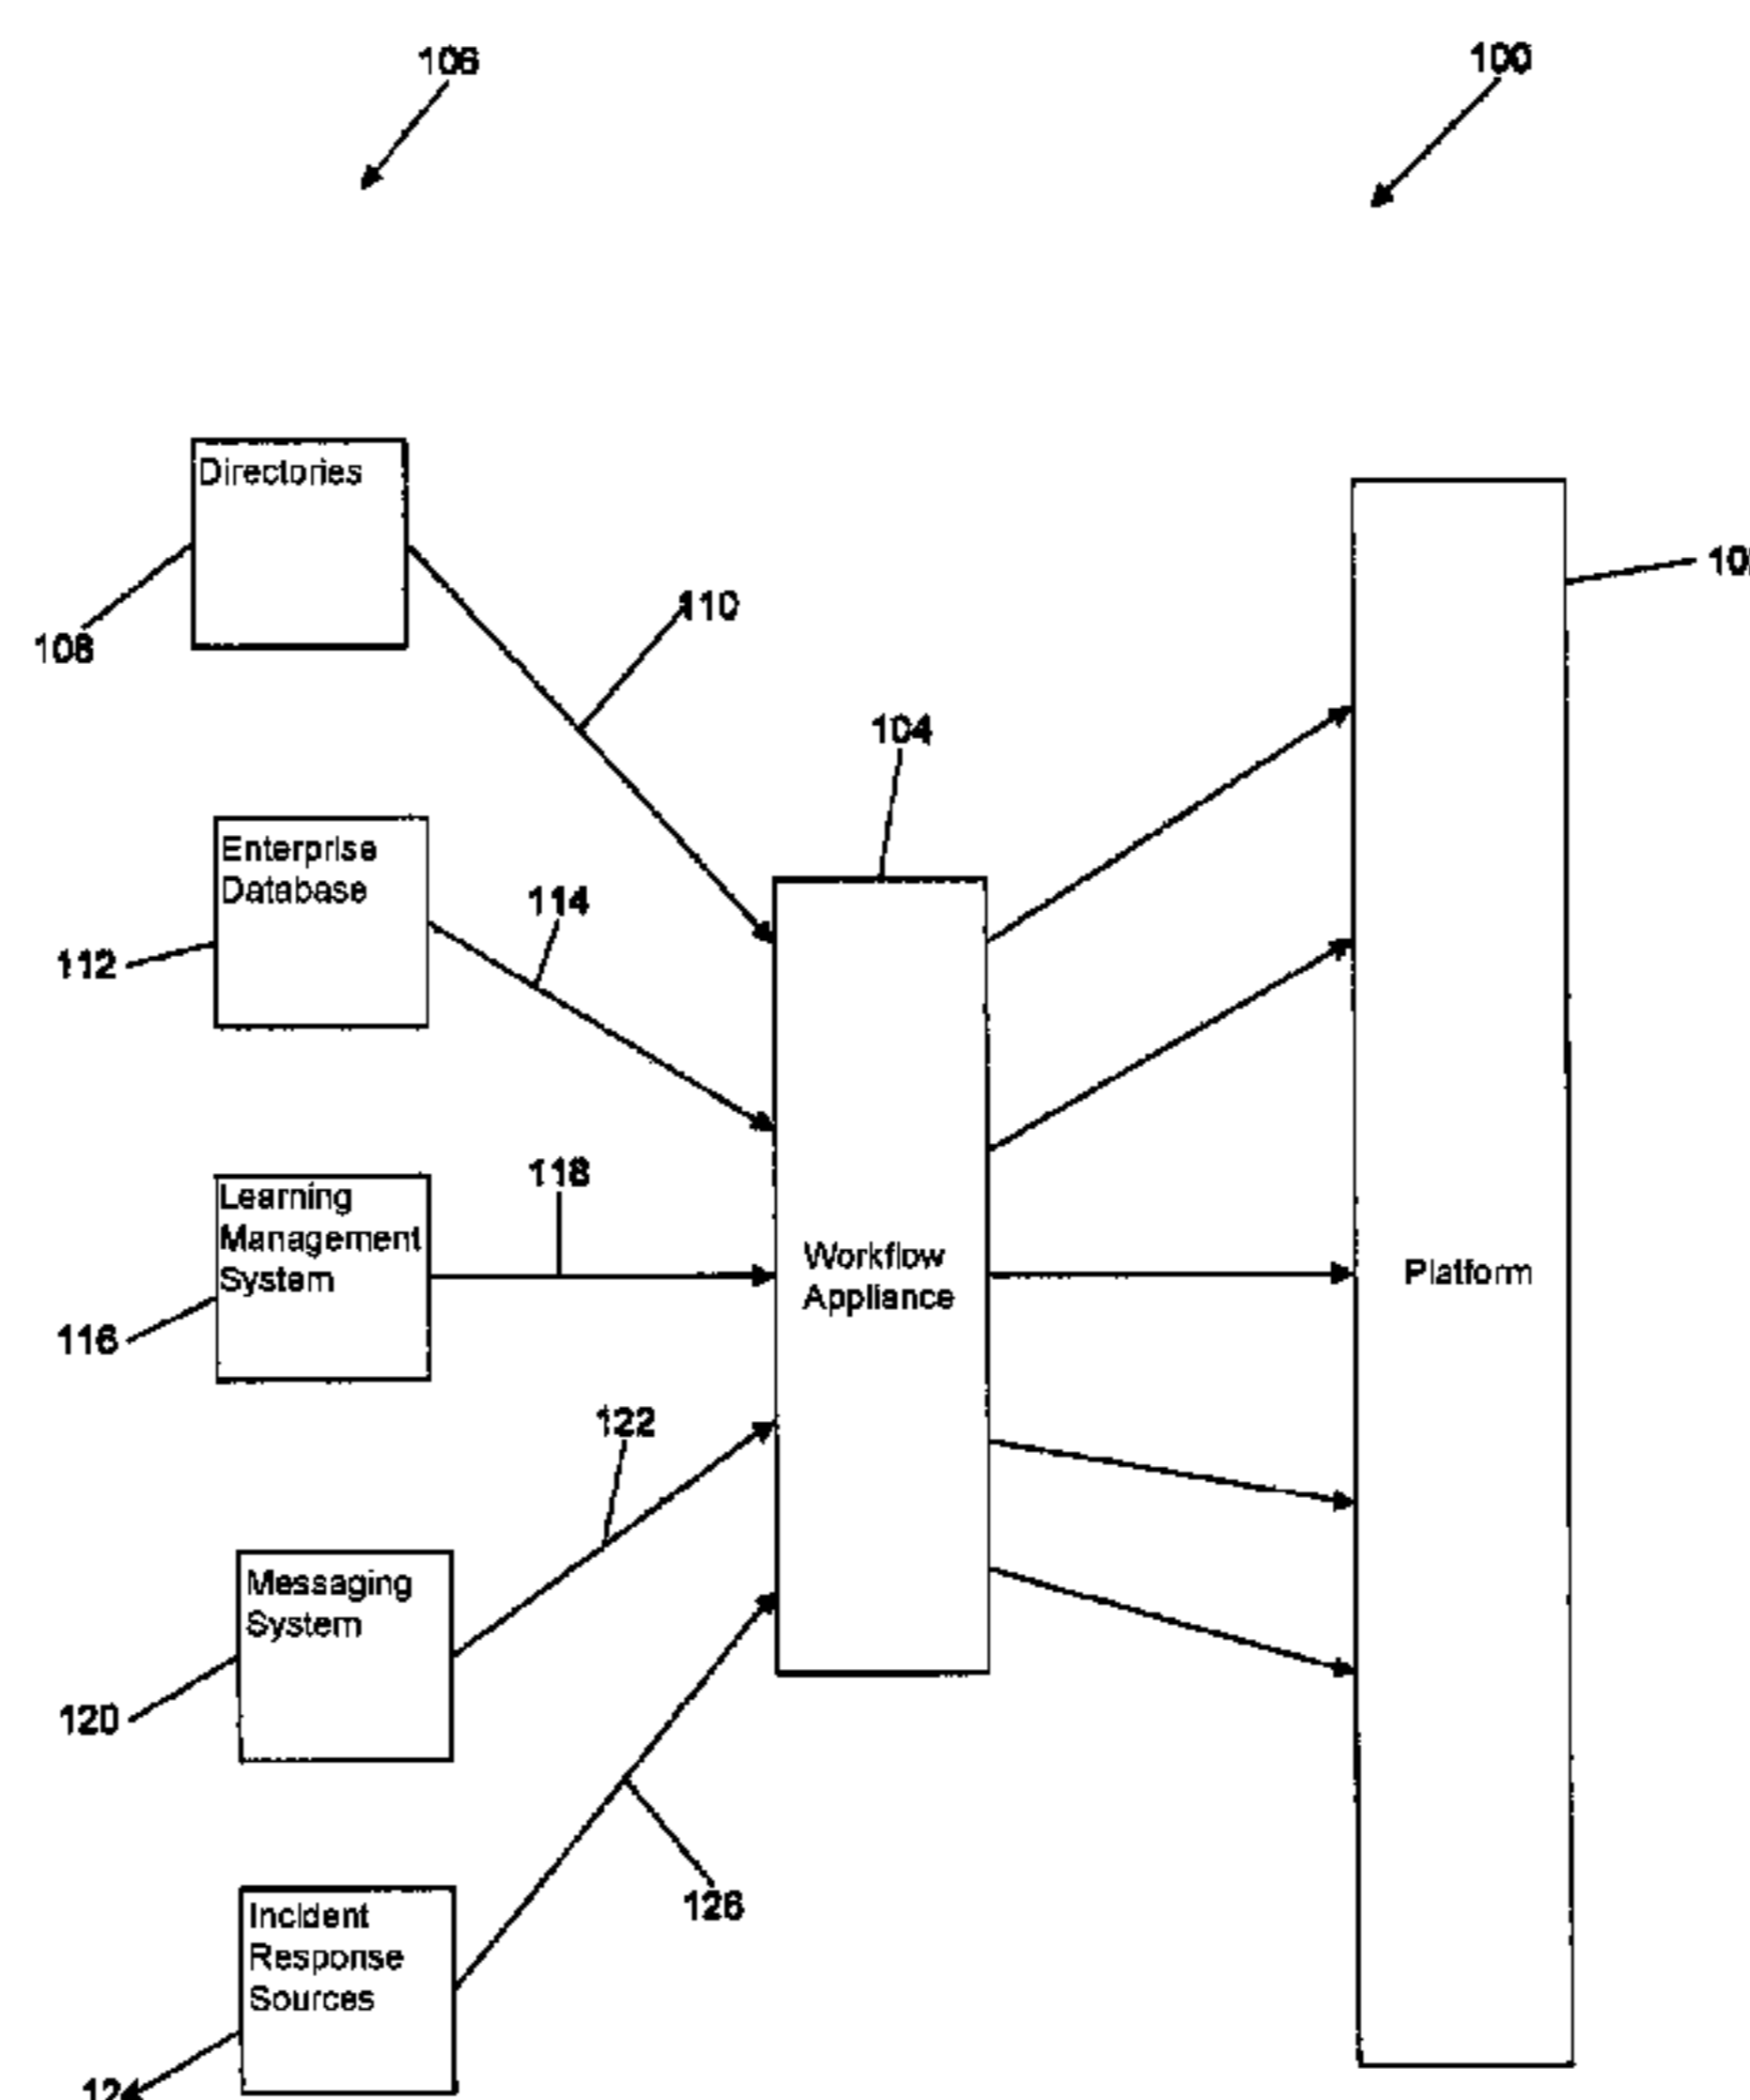 106
100
Directories
110
108
104
Enterprise
Database
114
112
Learning
Management
System
118
116
Workflow
Appliance
Platform
122
Messaging
System
120
126
Incident
Response
Sources